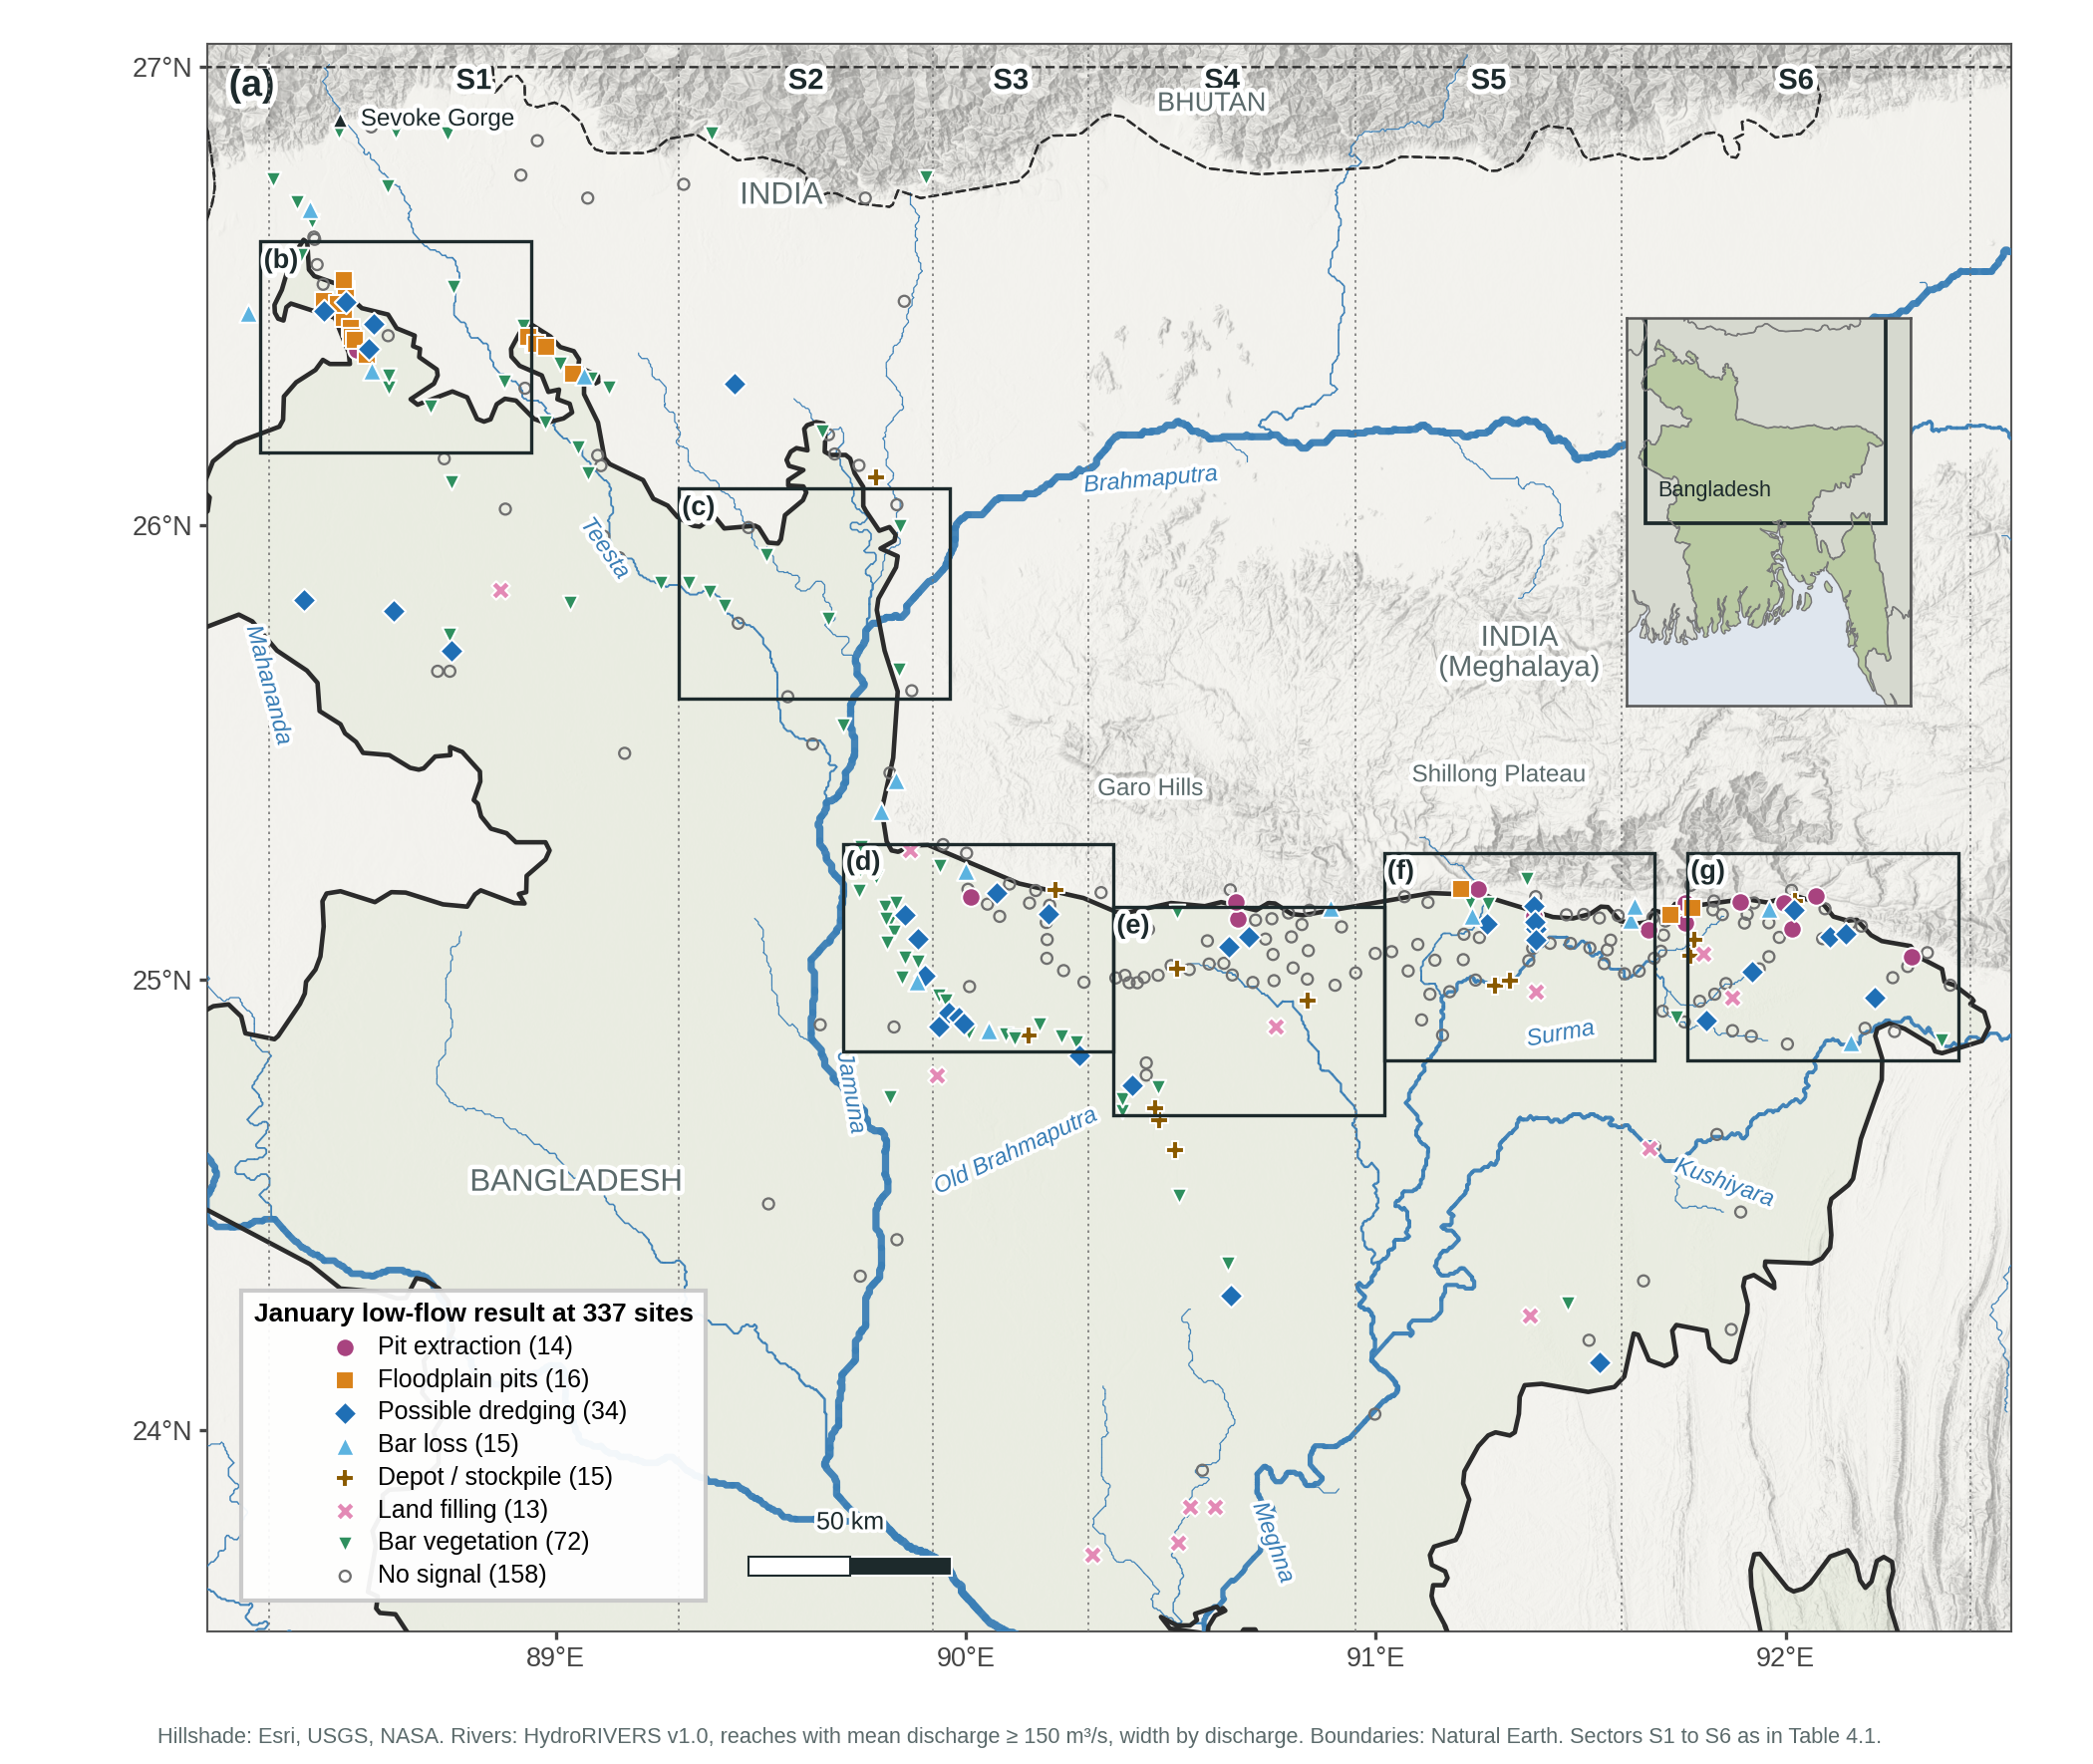 27°N
(a)
S1
S2
S3
S4
S5
S6
BHUTAN
Sevoke Gorge
INDIA
(b)
(c)
Brahmaputra
Bangladesh
Teesta
INDIA
(Meghalaya)
26°N
Mahananda
Garo Hills
Shillong Plateau
(d)
(e)
(f)
(g)
25°N
Surma
Jamuna
Old Brahmaputra
Kushiyara
BANGLADESH
January low-flow result at 337 sites
Pit extraction (14)
Floodplain pits (16)
Possible dredging (34)
Bar loss (15)
Depot / stockpile (15)
Land filling (13)
Bar vegetation (72)
No signal (158)
24°N
50 km
Meghna
89°E
90°E
91°E
92°E
Hillshade: Esri, USGS, NASA. Rivers: HydroRIVERS v1.0, reaches with mean discharge ≥ 150 m³/s, width by discharge. Boundaries: Natural Earth. Sectors S1 to S6 as in Table 4.1.